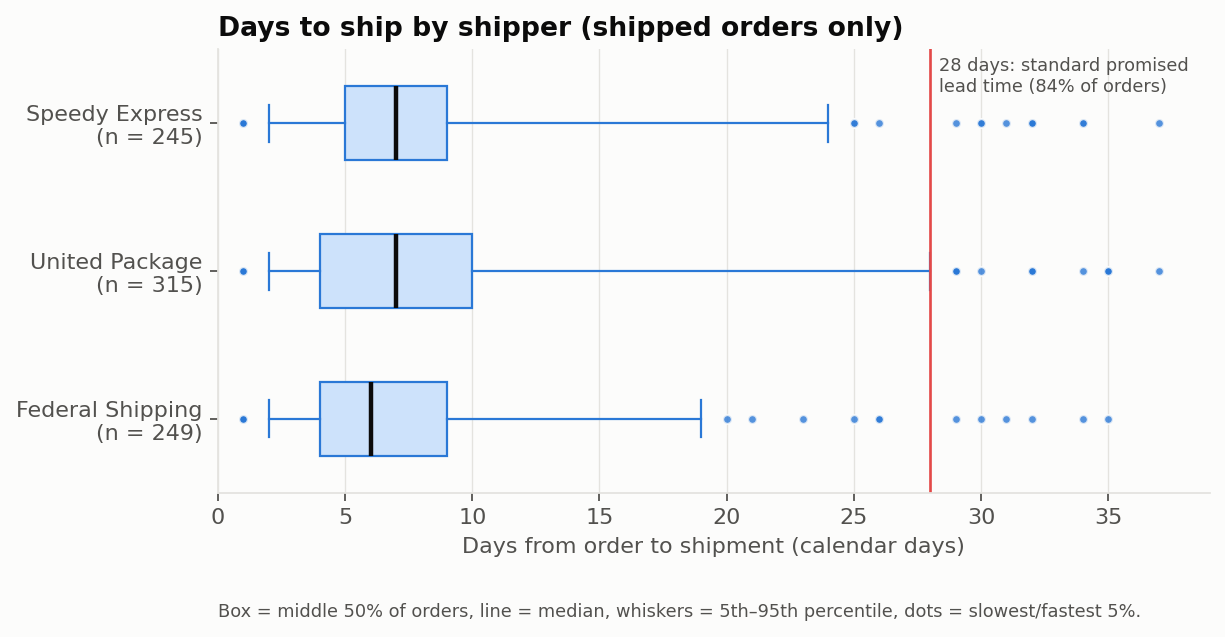 Days to ship by shipper (shipped orders only)
28 days: standard promised
lead time (84% of orders)
Speedy Express
(n = 245)
United Package
(n = 315)
Federal Shipping
(n = 249)
0 5 10 15 20 25 30 35
Days from order to shipment (calendar days)
Box = middle 50% of orders, line = median, whiskers = 5th–95th percentile, dots = slowest/fastest 5%.